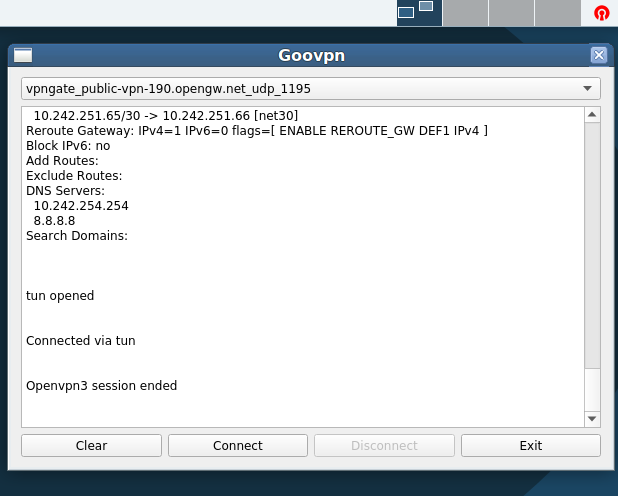 Goovpn
vpngate_public-vpn-190.opengw.net_udp_1195
10.242.251.65/30 -> 10.242.251.66 [net30]
Reroute Gateway: IPv4=1 IPv6=0 flags=[ ENABLE REROUTE_GW DEF1 IPv4 ]
Block IPv6: no
Add Routes:
Exclude Routes:
DNS Servers:
10.242.254.254
8.8.8.8
Search Domains:
tun opened
Connected via tun
Openvpn3 session ended
Clear
Connect
Disconnect
Exit